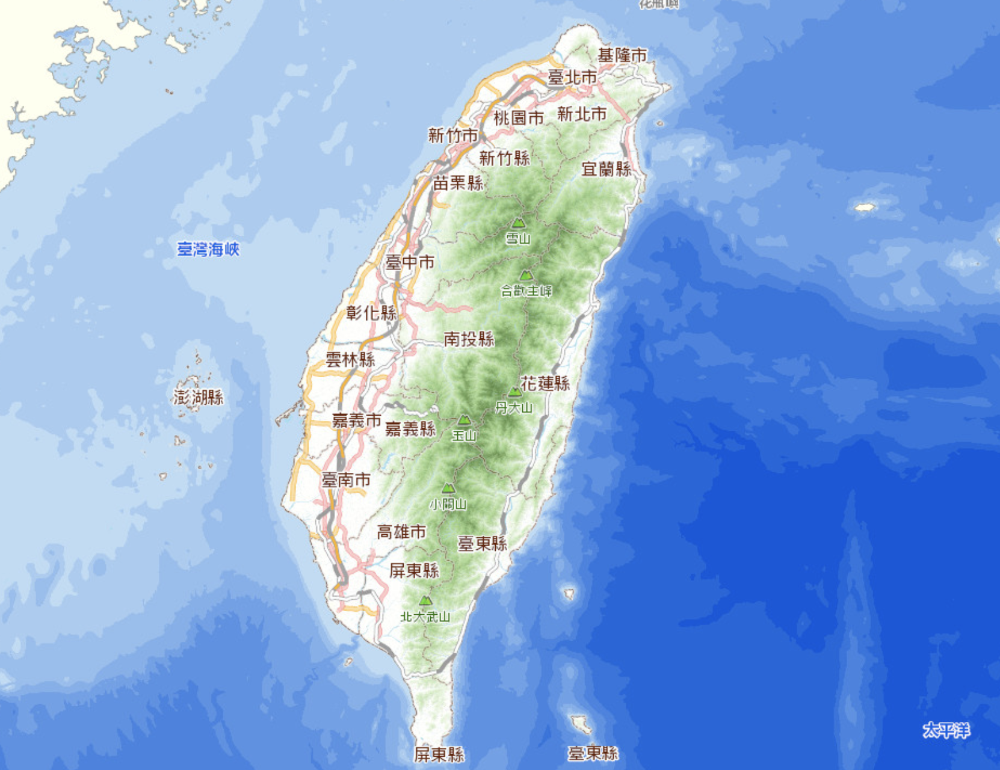 花瓶嶼
基隆市
臺北市
新北市
桃園市
新竹市
新竹縣
宜蘭縣
苗栗縣
雪山
臺灣海峽
臺中市
合歡主峰
彰化縣
南投縣
雲林縣
花蓮縣
澎湖縣
丹大山
嘉義市
嘉義縣
玉山
臺南市
小關山
高雄市
臺東縣
屏東縣
北大武山
太平洋
屏東縣
臺東縣